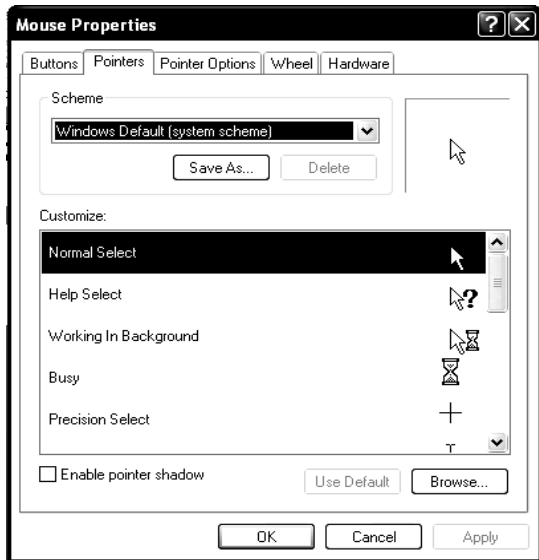 Mouse Properties
Buttons Pointers Pointer Options Wheel Hardware
Scheme
Windows Default (system scheme)
Save As... Delete
Customize:
Normal Select
Help Select
Working In Background
Busy
Precision Select
Enable pointer shadow
Use Default Browse...
OK Cancel Apply